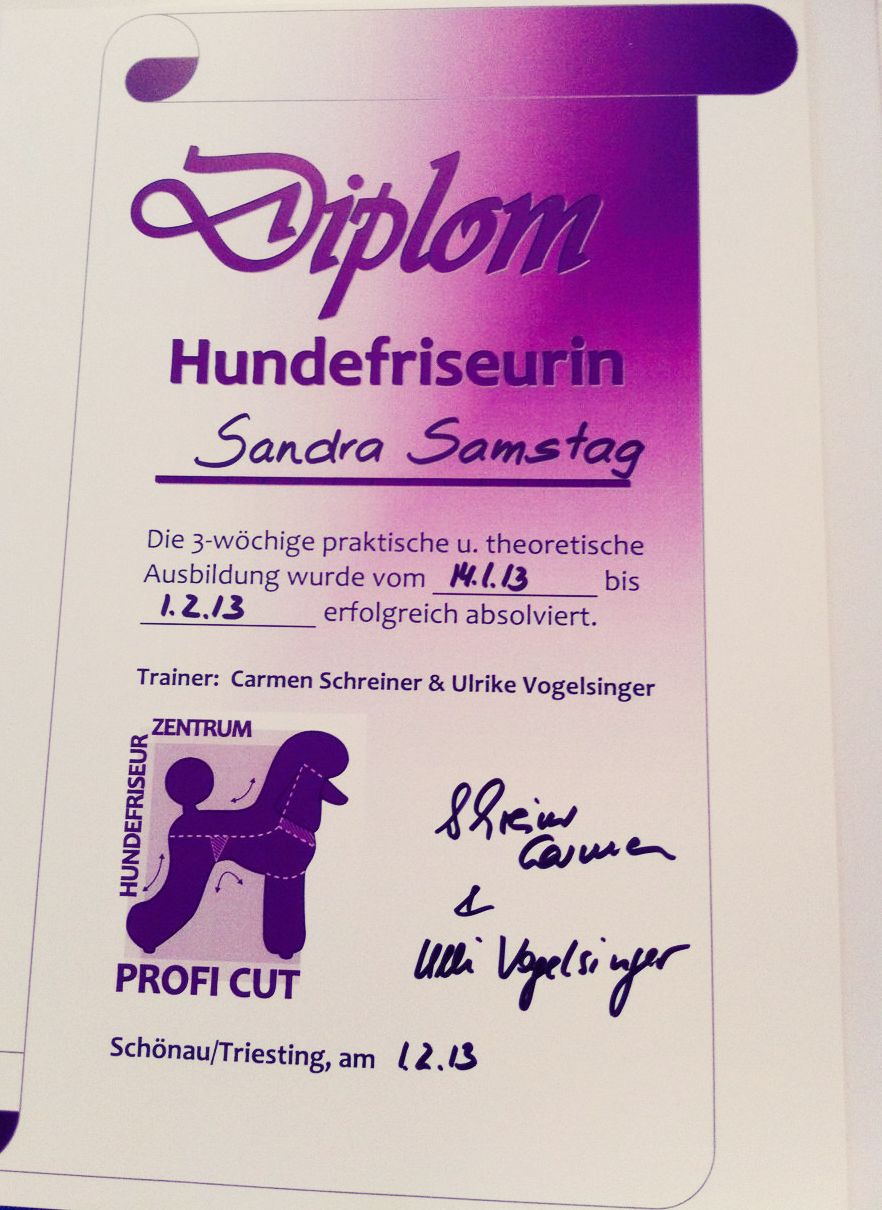 Diplom
Hundefriseurin
Sandra Samstag
Die 3-wöchige praktische u. theoretische
Ausbildung wurde vom 14.1.13 bis
1.2.13 erfolgreich absolviert.
Trainer: Carmen Schreiner & Ulrike Vogelsinger
HUNDEFRISEUR
ZENTRUM
PROFI CUT
Schreiner
Carmen
&
Ulli Vogelsinger
Schönau/Triesting, am 1.2.13